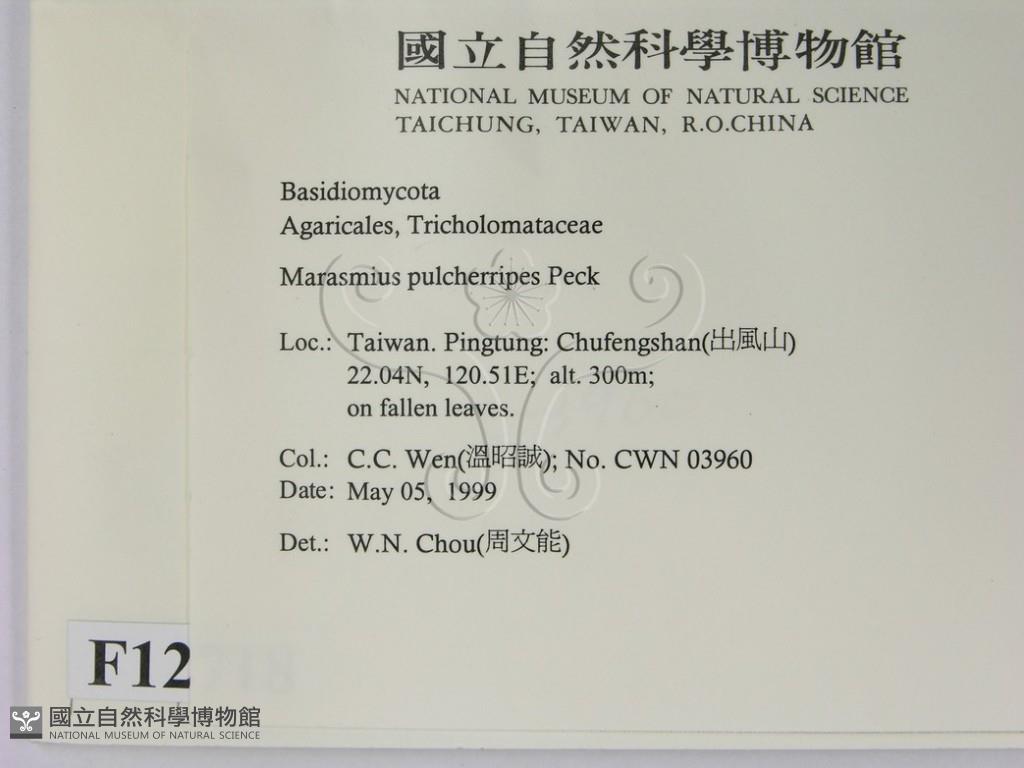 國立自然科學博物館
NATIONAL MUSEUM OF NATURAL SCIENCE
TAICHUNG, TAIWAN, R.O.CHINA
Basidiomycota
Agaricales, Tricholomataceae
Marasmius pulcherripes Peck
Loc.: Taiwan. Pingtung: Chufengshan(出風山)
22.04N, 120.51E; alt. 300m;
on fallen leaves.
Col.: C.C. Wen(溫昭誠); No. CWN 03960
Date: May 05, 1999
Det.: W.N. Chou(周文能)
F12
國立自然科學博物館
NATIONAL MUSEUM OF NATURAL SCIENCE